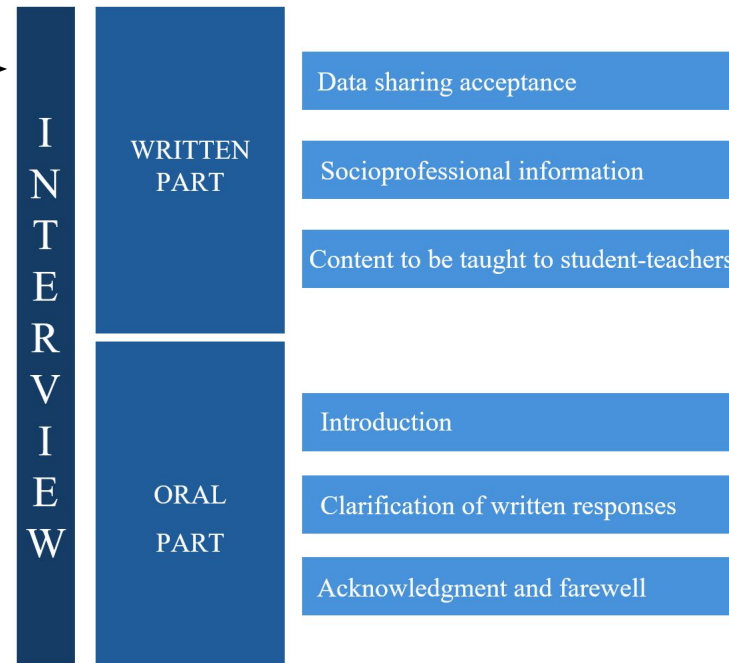 INTERVIEW
WRITTEN
PART
Data sharing acceptance
Socioprofessional information
Content to be taught to student-teachers
ORAL
PART
Introduction
Clarification of written responses
Acknowledgment and farewell